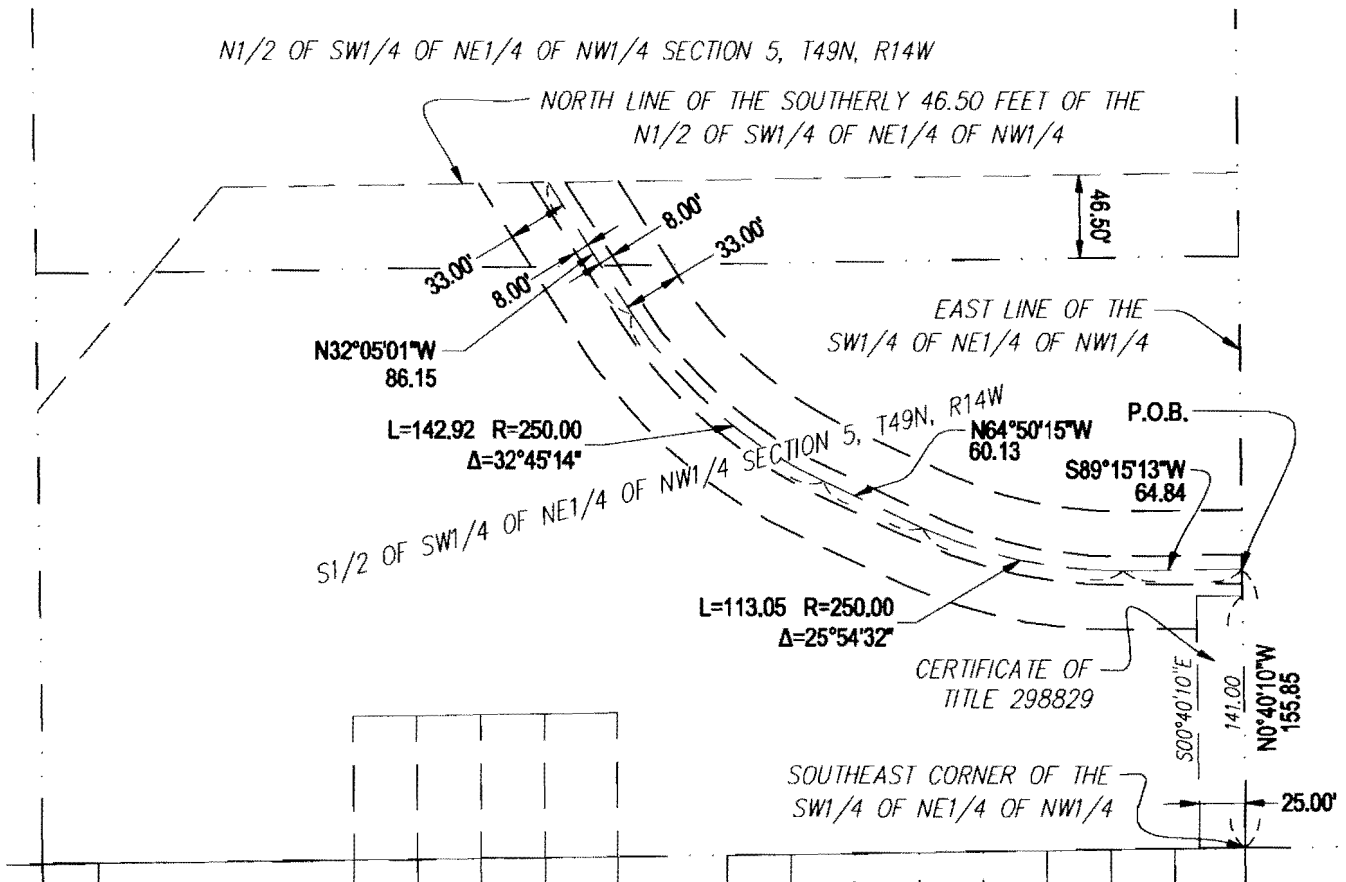 N1/2 OF SW1/4 OF NE1/4 OF NW1/4 SECTION 5, T49N, R14W
NORTH LINE OF THE SOUTHERLY 46.50 FEET OF THE
N1/2 OF SW1/4 OF NE1/4 OF NW1/4
46.50'
8.00'
33.00'
33.00'
8.00'
EAST LINE OF THE
SW1/4 OF NE1/4 OF NW1/4
N32°05'01"W
86.15
L=142.92 R=250.00
Δ=32°45'14"
S1/2 OF SW1/4 OF NE1/4 OF NW1/4 SECTION 5, T49N, R14W
N64°50'15"W
60.13
P.O.B.
S89°15'13"W
64.84
L=113.05 R=250.00
Δ=25°54'32"
CERTIFICATE OF
TITLE 298829
S00°40'10"E
141.00
N0°40'10"W
155.85
SOUTHEAST CORNER OF THE
SW1/4 OF NE1/4 OF NW1/4
25.00'